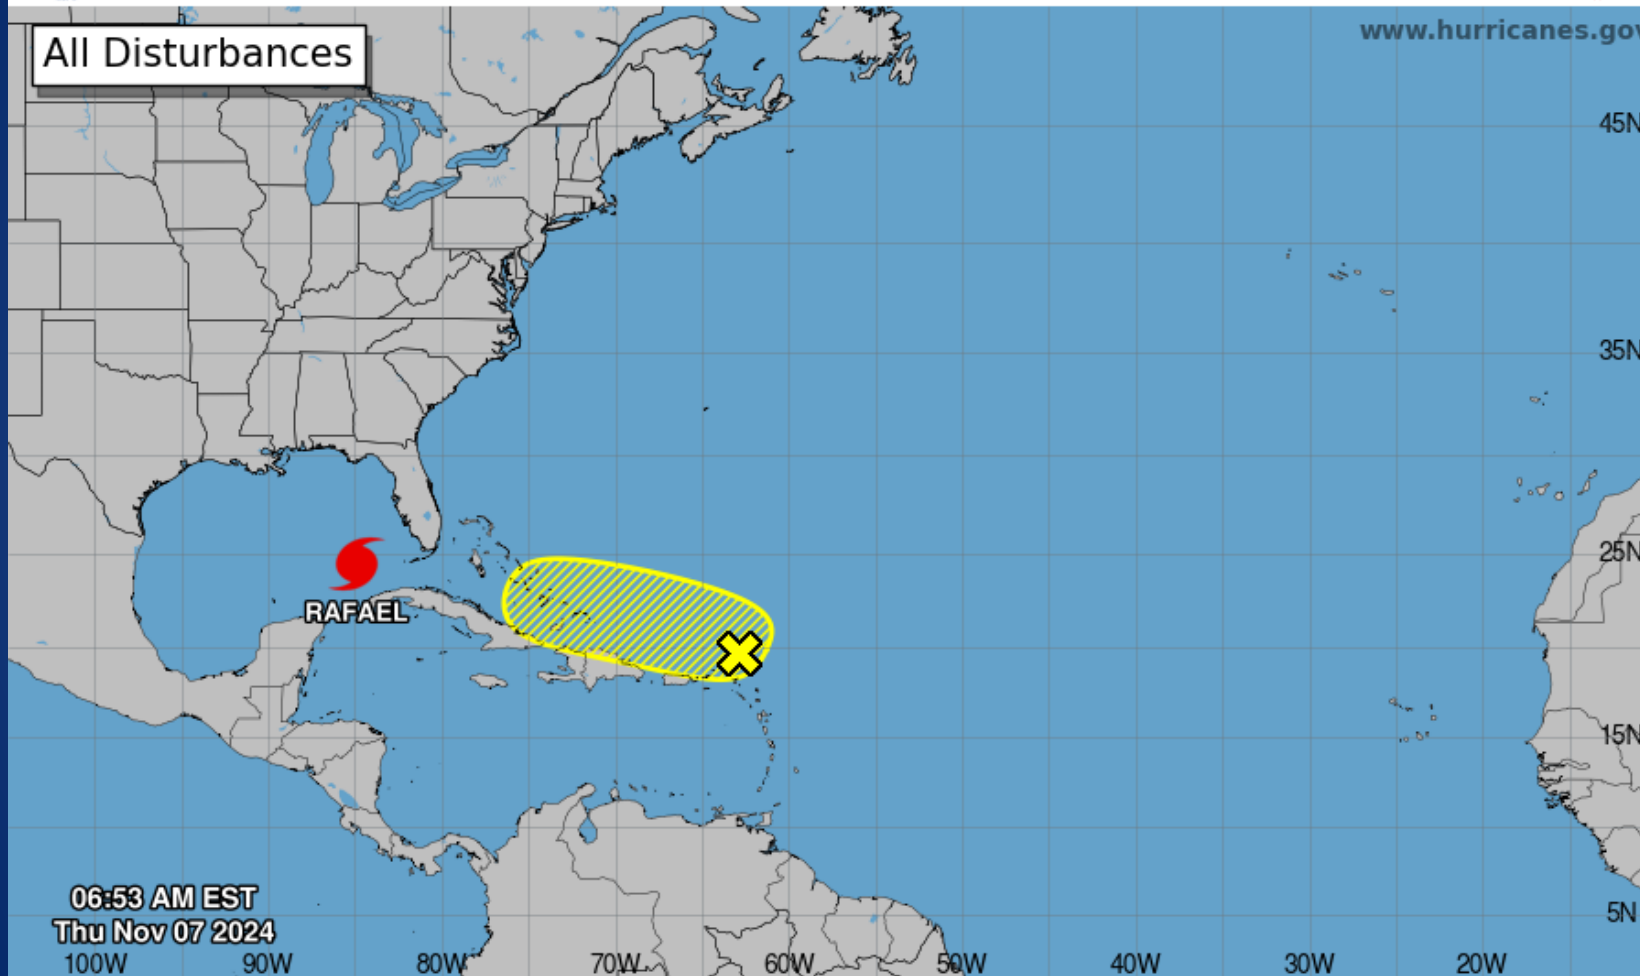 All Disturbances
www.hurricanes.gov
45N
35N
25N
RAFAEL
15N
06:53 AM EST
5N
Thu Nov 07 2024
100W 90W 80W 70W 60W 50W 40W 30W 20W